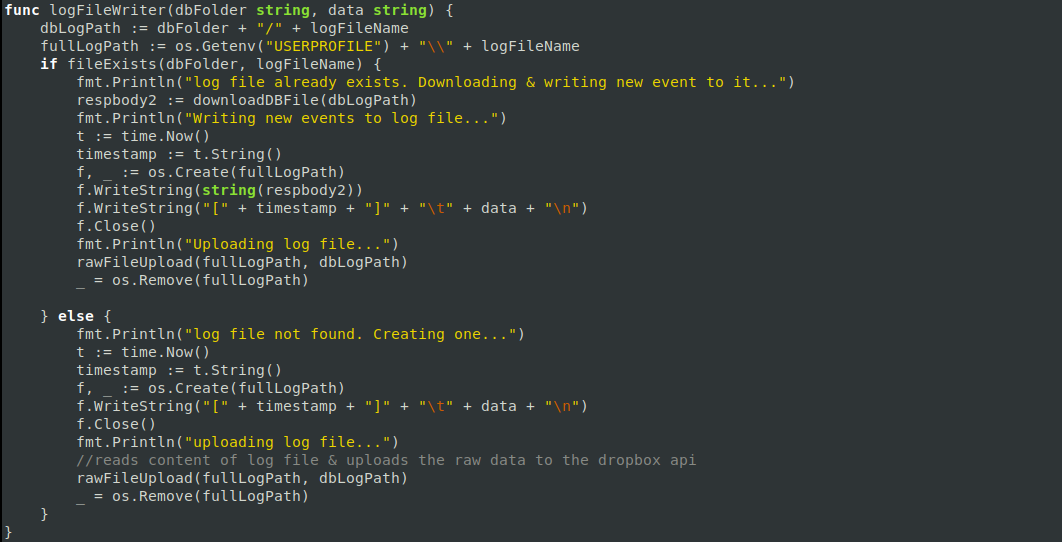 func logFileWriter(dbFolder string, data string) {
    dbLogPath := dbFolder + "/" + logFileName
    fullLogPath := os.Getenv("USERPROFILE") + "\\" + logFileName
    if fileExists(dbFolder, logFileName) {
        fmt.Println("log file already exists. Downloading & writing new event to it...")
        respbody2 := downloadDBFile(dbLogPath)
        fmt.Println("Writing new events to log file...")
        t := time.Now()
        timestamp := t.String()
        f, _ := os.Create(fullLogPath)
        f.WriteString(string(respbody2))
        f.WriteString("[" + timestamp + "]" + "\t" + data + "\n")
        f.Close()
        fmt.Println("Uploading log file...")
        rawFileUpload(fullLogPath, dbLogPath)
        _ = os.Remove(fullLogPath)

    } else {
        fmt.Println("log file not found. Creating one...")
        t := time.Now()
        timestamp := t.String()
        f, _ := os.Create(fullLogPath)
        f.WriteString("[" + timestamp + "]" + "\t" + data + "\n")
        f.Close()
        fmt.Println("uploading log file...")
        //reads content of log file & uploads the raw data to the dropbox api
        rawFileUpload(fullLogPath, dbLogPath)
        _ = os.Remove(fullLogPath)
    }
}